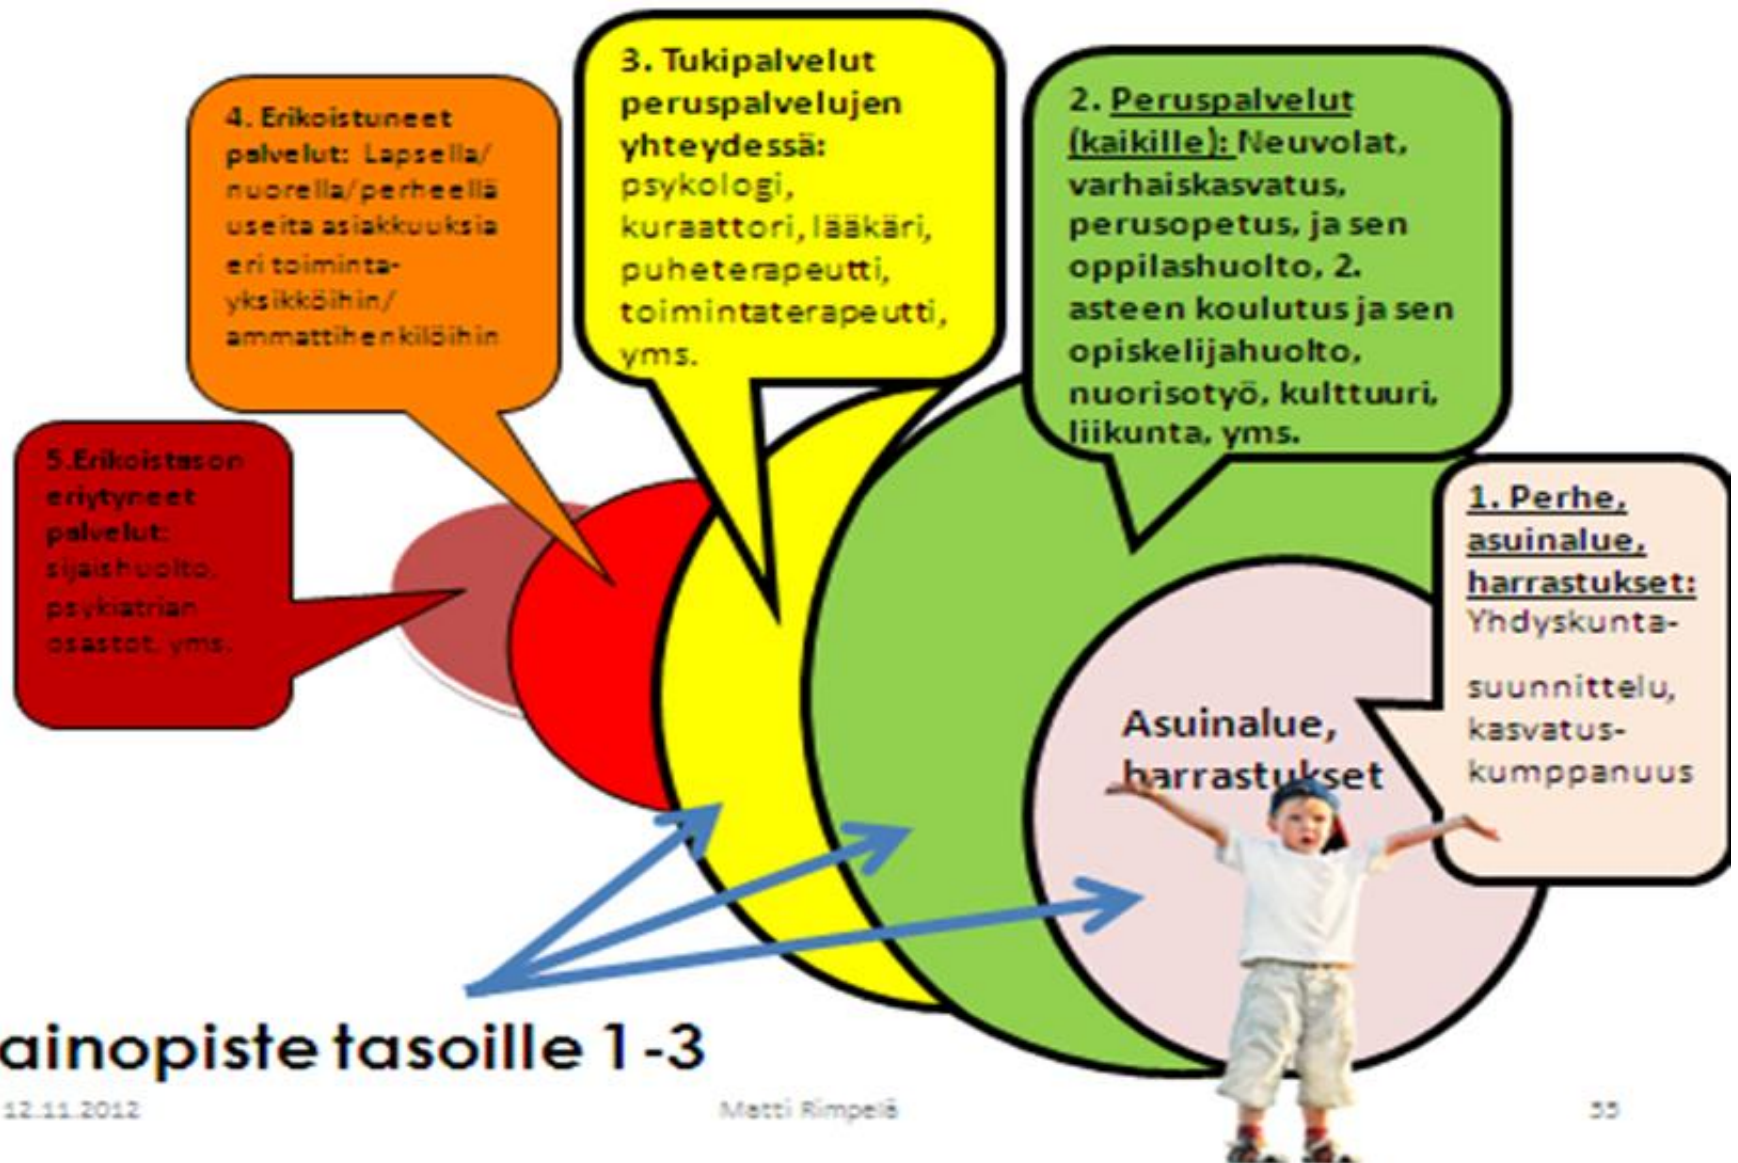 3. Tukipalvelut
peruspalvelujen
yhteydessä:
psykologi,
kuraattori, lääkäri,
puheterapeutti,
toimintaterapeutti,
yms.
2. Peruspalvelut
(kaikille): Neuvolat,
varhaiskasvatus,
perusopetus, ja sen
oppilashuolto, 2.
asteen koulutus ja sen
opiskelijahuolto,
nuorisotyö, kulttuuri,
liikunta, yms.
4. Erikoistuneet
palvelut: Lapsella/
nuorella/perheellä
useita asiakkuuksia
eri toiminta-
yksikköihin/
ammattihenkilöihin
5.Erikoistason
eriytyneet
palvelut:
sijaishuolto,
psykiatrian
osastot, yms.
1. Perhe,
asuinalue,
harrastukset:
Yhdyskunta-
suunnittelu,
kasvatus-
kumppanuus
Asuinalue,
harrastukset
ainopiste tasoille 1-3
12.11.2012
Matti Rimpelä
55